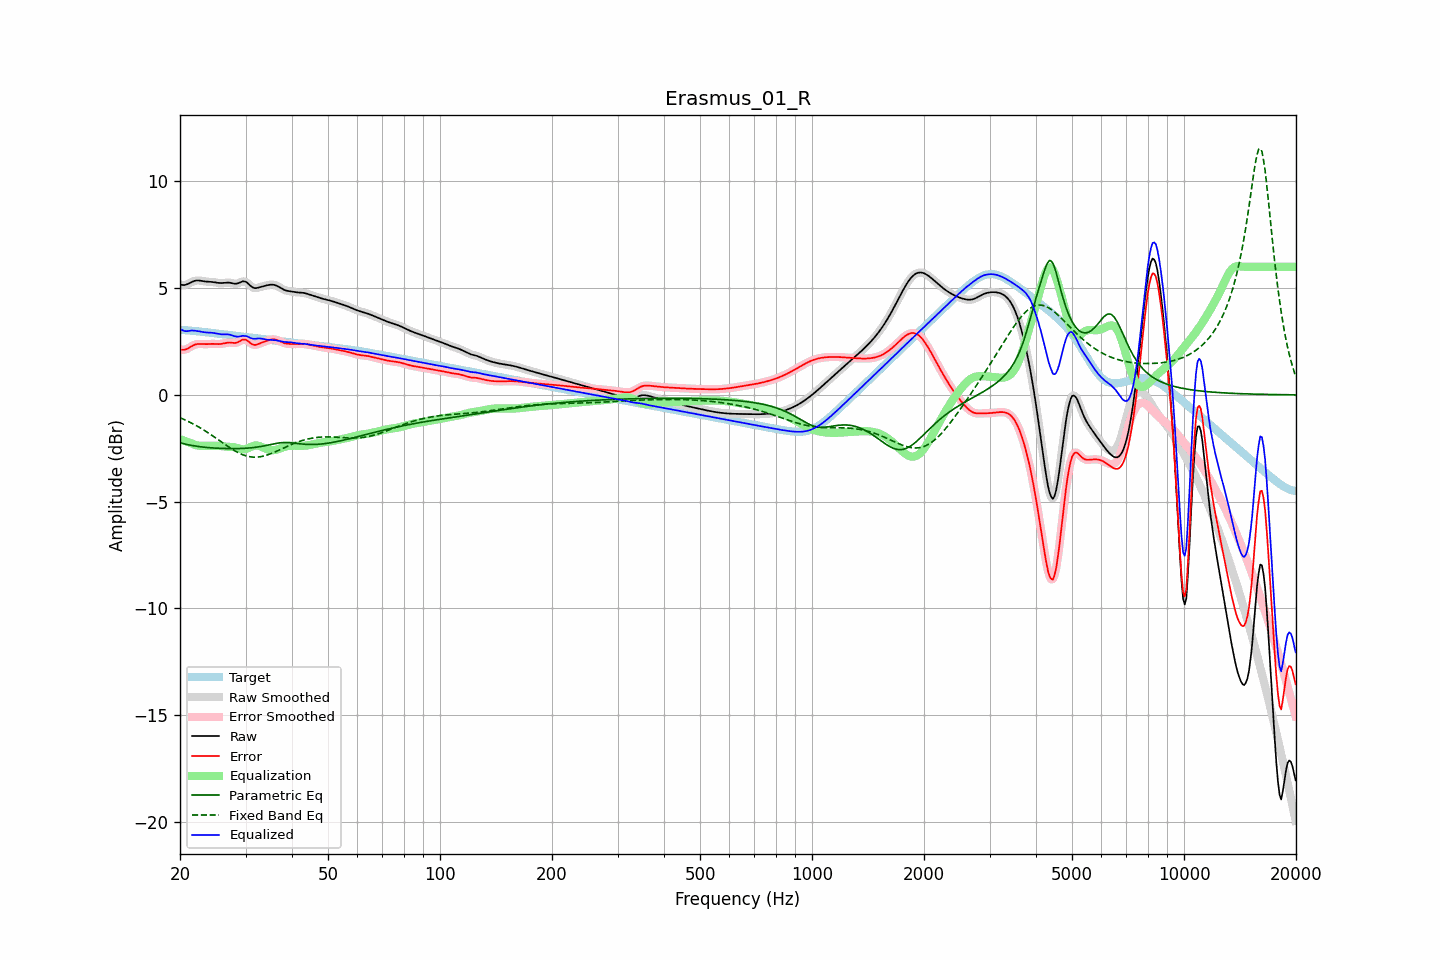 Erasmus_01_R
10
5
0
−5
−10
−15
−20
Amplitude (dBr)
Target
Raw Smoothed
Error Smoothed
Raw
Error
Equalization
Parametric Eq
Fixed Band Eq
Equalized
20 50 100 200 500 1000 2000 5000 10000 20000
Frequency (Hz)